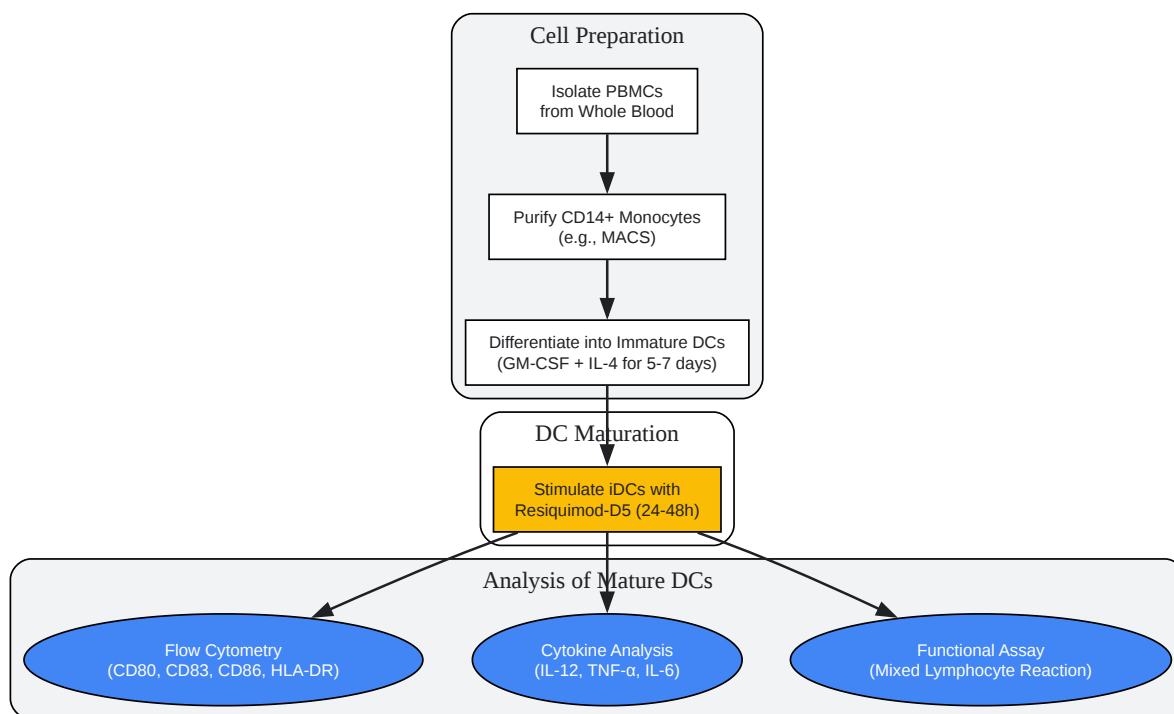 Cell Preparation
Isolate PBMCs
from Whole Blood
Purify CD14+ Monocytes
(e.g., MACS)
Differentiate into Immature DCs
(GM-CSF + IL-4 for 5-7 days)
DC Maturation
Stimulate iDCs with
Resiquimod-D5 (24-48h)
Analysis of Mature DCs
Flow Cytometry
(CD80, CD83, CD86, HLA-DR)
Cytokine Analysis
(IL-12, TNF-α, IL-6)
Functional Assay
(Mixed Lymphocyte Reaction)